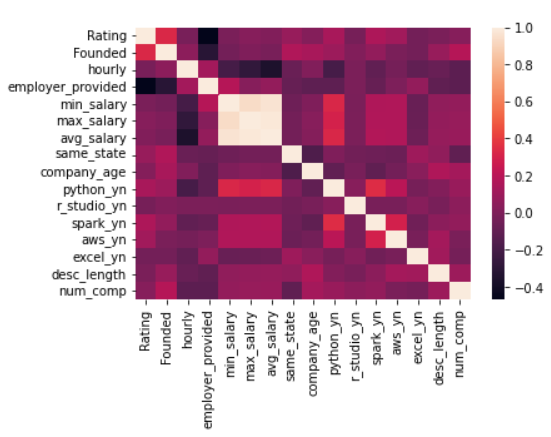 Rating
Founded
hourly
employer_provided
min_salary
max_salary
avg_salary
same_state
company_age
python_yn
r_studio_yn
spark_yn
aws_yn
excel_yn
desc_length
num_comp
Rating
Founded
hourly
employer_provided
min_salary
max_salary
avg_salary
same_state
company_age
python_yn
r_studio_yn
spark_yn
aws_yn
excel_yn
desc_length
num_comp
1.0
0.8
0.6
0.4
0.2
0.0
−0.2
−0.4